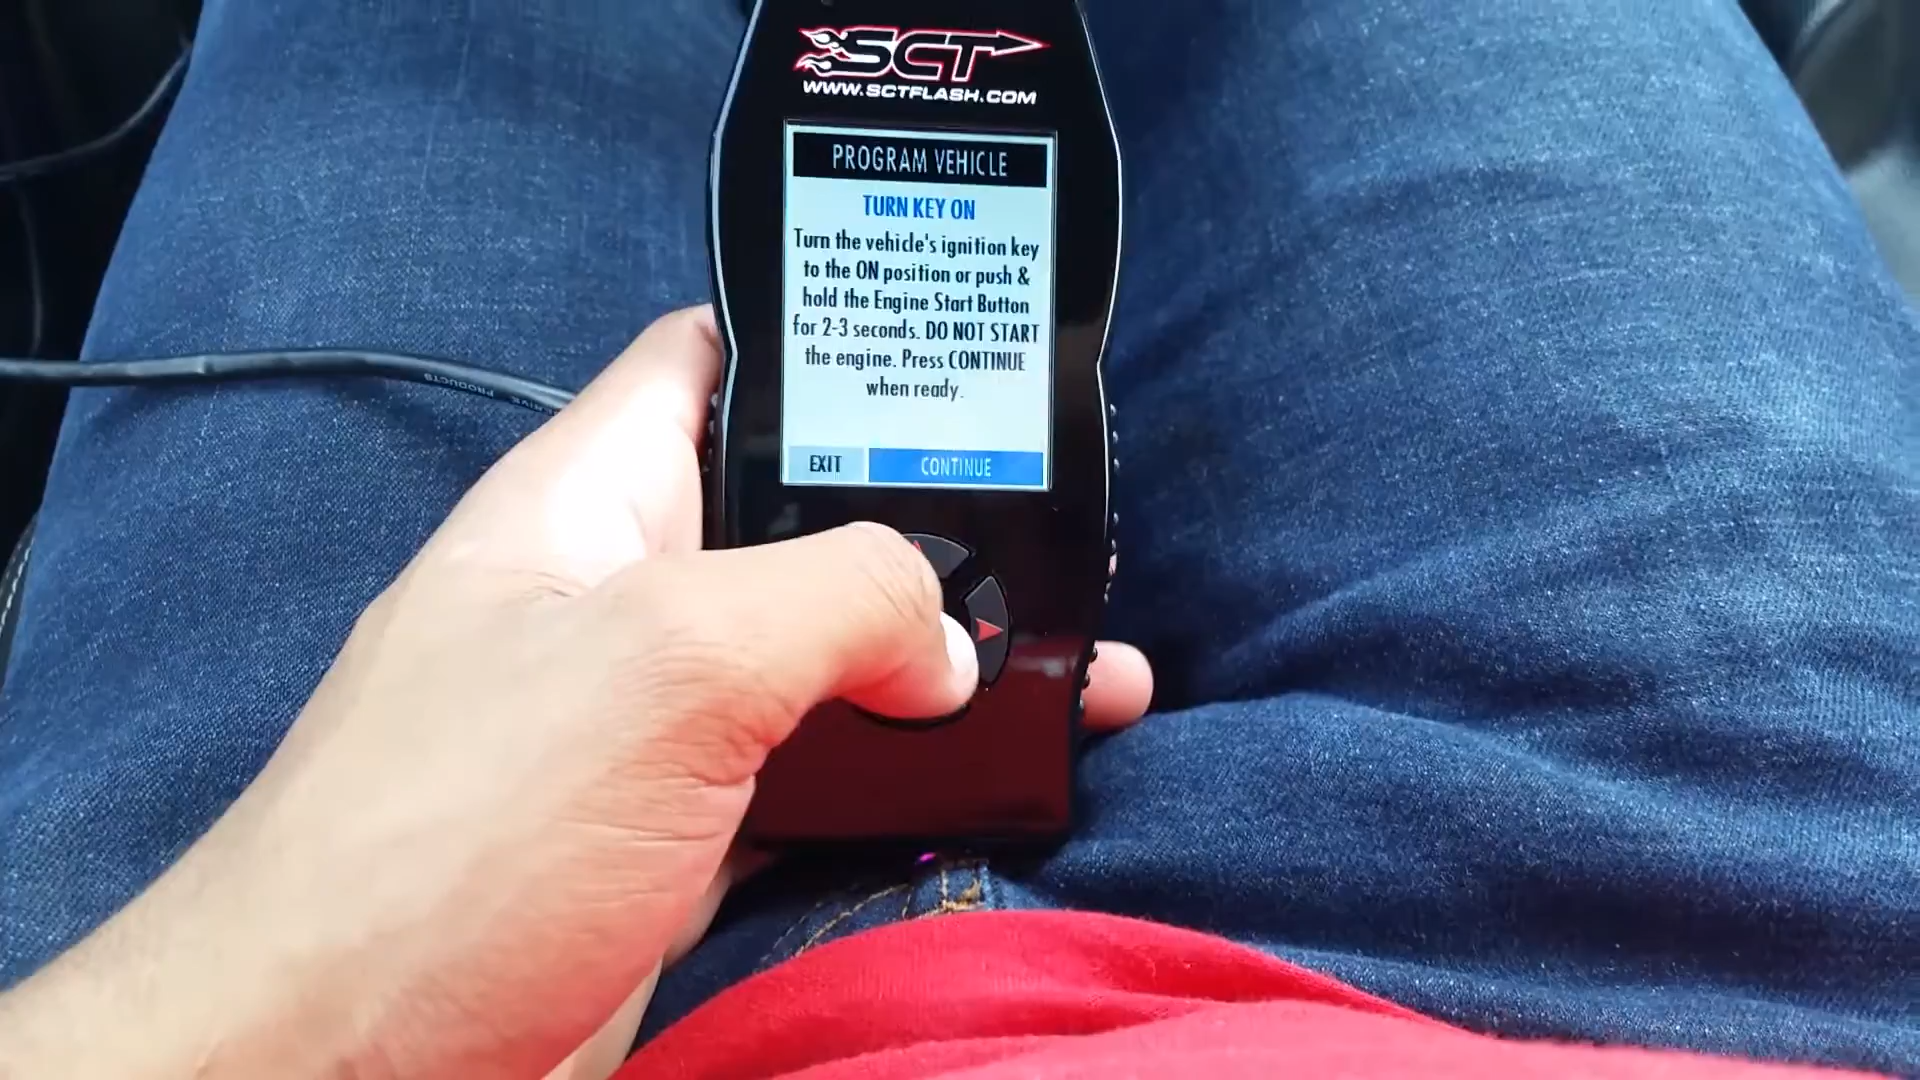 SCT
WWW.SCTFLASH.COM
PROGRAM VEHICLE
TURN KEY ON
Turn the vehicle's ignition key
to the ON position or push &
hold the Engine Start Button
for 2-3 seconds. DO NOT START
the engine. Press CONTINUE
when ready.
EXIT CONTINUE
PRODUCTS